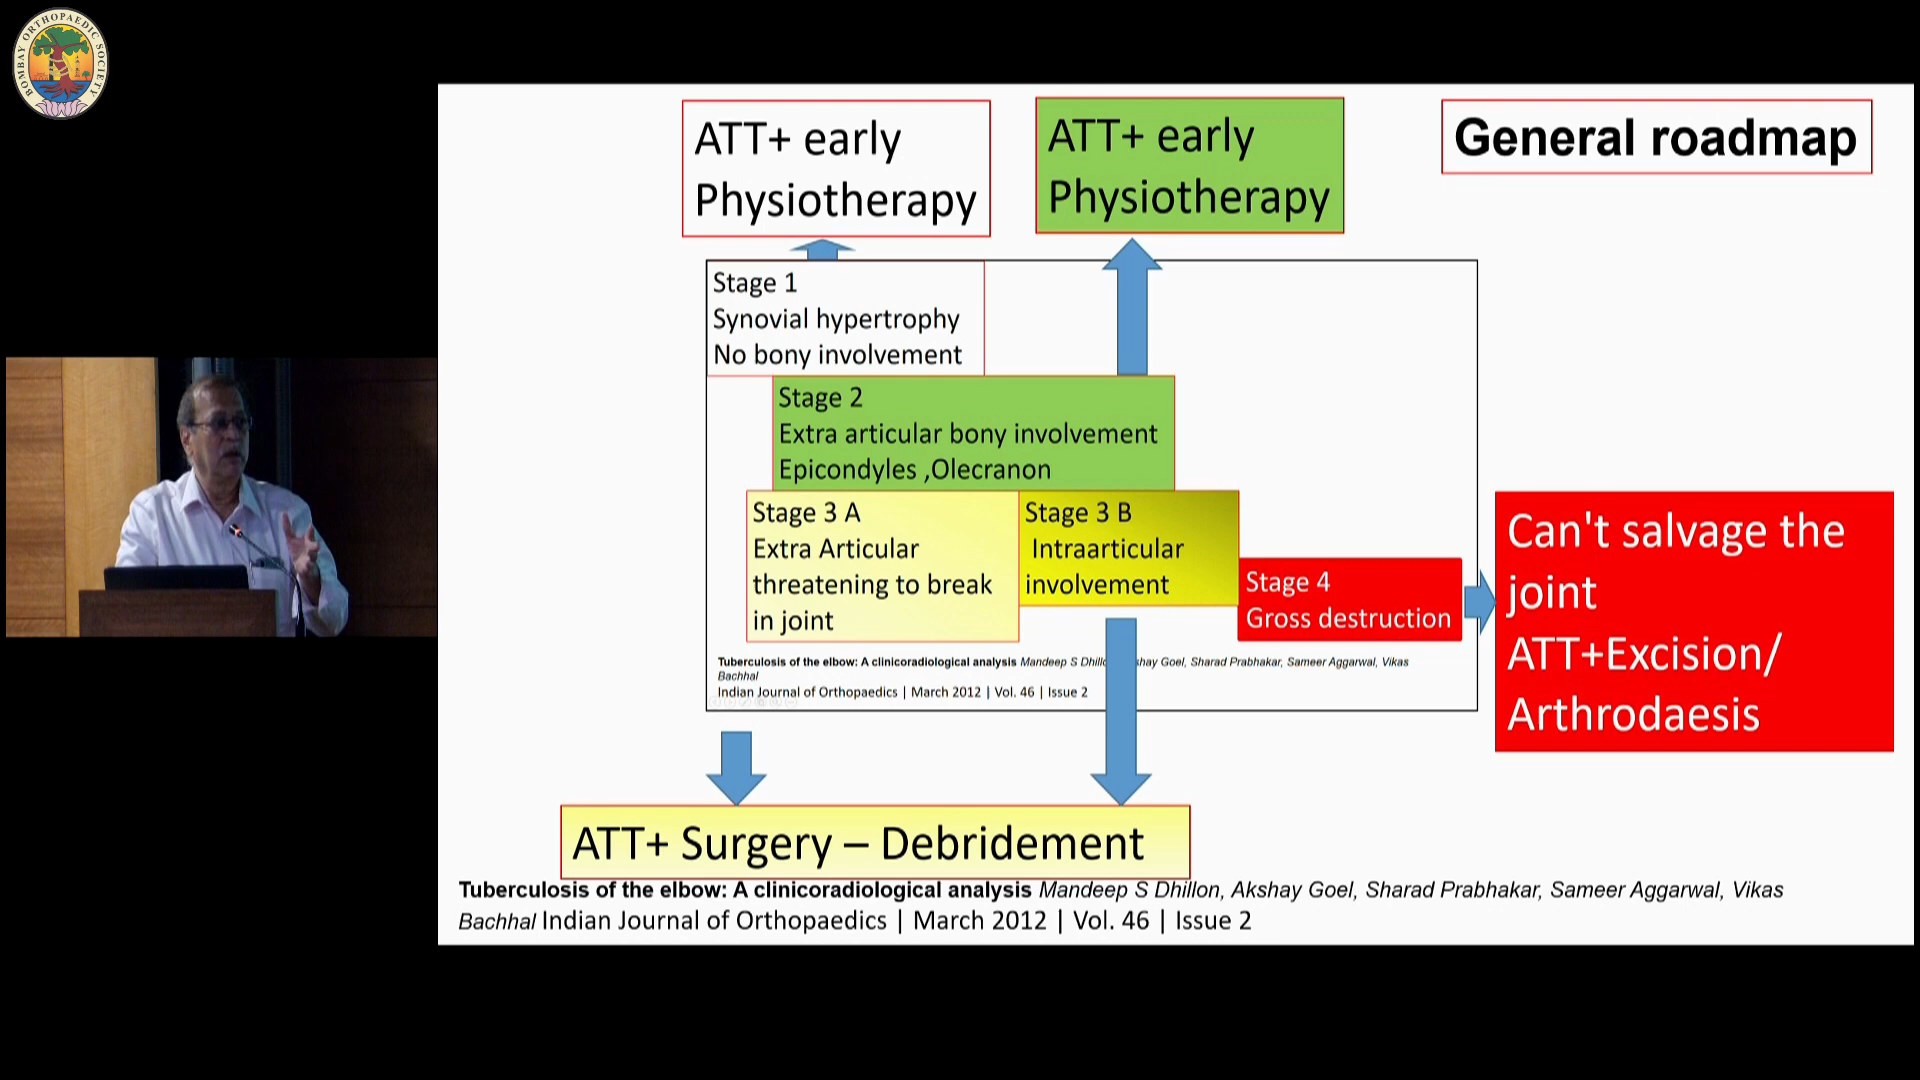 BOMBAY ORTHOPAEDIC SOCIETY
ATT+ early
Physiotherapy
ATT+ early
Physiotherapy
General roadmap
Stage 1
Synovial hypertrophy
No bony involvement
Stage 2
Extra articular bony involvement
Epicondyles ,Olecranon
Stage 3 A
Extra Articular
threatening to break
in joint
Stage 3 B
Intraarticular
involvement
Stage 4
Gross destruction
Can't salvage the
joint
ATT+Excision/
Arthrodaesis
Tuberculosis of the elbow: A clinicoradiological analysis Mandeep S Goel, Sharad Prabhakar, Sameer Aggarwal, Vikas
Bachhal
Indian Journal of Orthopaedics | March 2012 | Vol. 46 | Issue 2
ATT+ Surgery – Debridement
Tuberculosis of the elbow: A clinicoradiological analysis Mandeep S Dhillon, Akshay Goel, Sharad Prabhakar, Sameer Aggarwal, Vikas
Bachhal Indian Journal of Orthopaedics | March 2012 | Vol. 46 | Issue 2